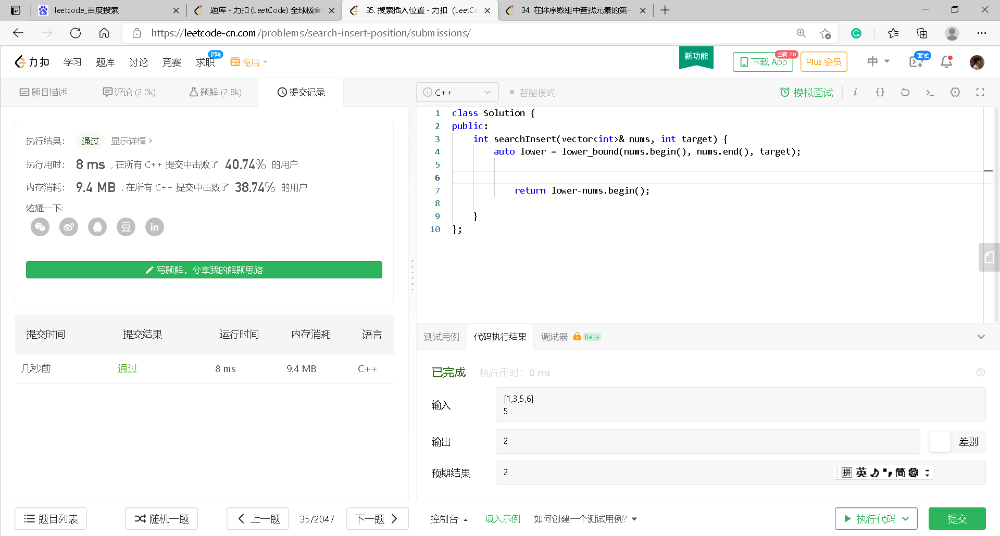 leetcode_百度搜索
题库 - 力扣 (LeetCode) 全球极客
35. 搜索插入位置 - 力扣（LeetCo
34. 在排序数组中查找元素的第一
https://leetcode-cn.com/problems/search-insert-position/submissions/
力扣 学习 题库 讨论 竞赛 求职 招聘 商店
新功能 下载 App 全新 2.0 Plus 会员 中 面试
题目描述 评论 (2.0k) 题解 (2.8k) 提交记录
C++ 智能模式 模拟面试
执行结果： 通过 显示详情 >
执行用时： 8 ms , 在所有 C++ 提交中击败了 40.74% 的用户
内存消耗： 9.4 MB , 在所有 C++ 提交中击败了 38.74% 的用户
炫耀一下:
豆 in
写题解，分享我的解题思路
提交时间 提交结果 运行时间 内存消耗 语言
几秒前 通过 8 ms 9.4 MB C++
1 class Solution {
2 public:
3 int searchInsert(vector<int>& nums, int target) {
4 auto lower = lower_bound(nums.begin(), nums.end(), target);
5
6
7 return lower-nums.begin();
8
9 }
10 };
测试用例 代码执行结果 调试器 Beta
已完成 执行用时：0 ms
输入
[1,3,5,6]
5
输出 2 差别
预期结果 2
拼 英 简
题目列表 随机一题 上一题 35/2047 下一题
控制台 填入示例 如何创建一个测试用例? 执行代码 提交